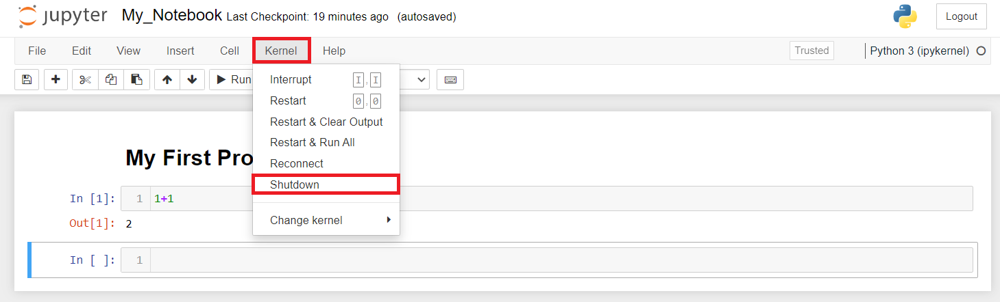 jupyter My_Notebook Last Checkpoint: 19 minutes ago (autosaved) Logout
File Edit View Insert Cell Kernel Help Trusted Python 3 (ipykernel)
Run
Interrupt I,I
Restart 0,0
Restart & Clear Output
Restart & Run All
Reconnect
Shutdown
Change kernel
My First Pro
In [1]: 1 1+1
Out[1]: 2
In [ ]: 1